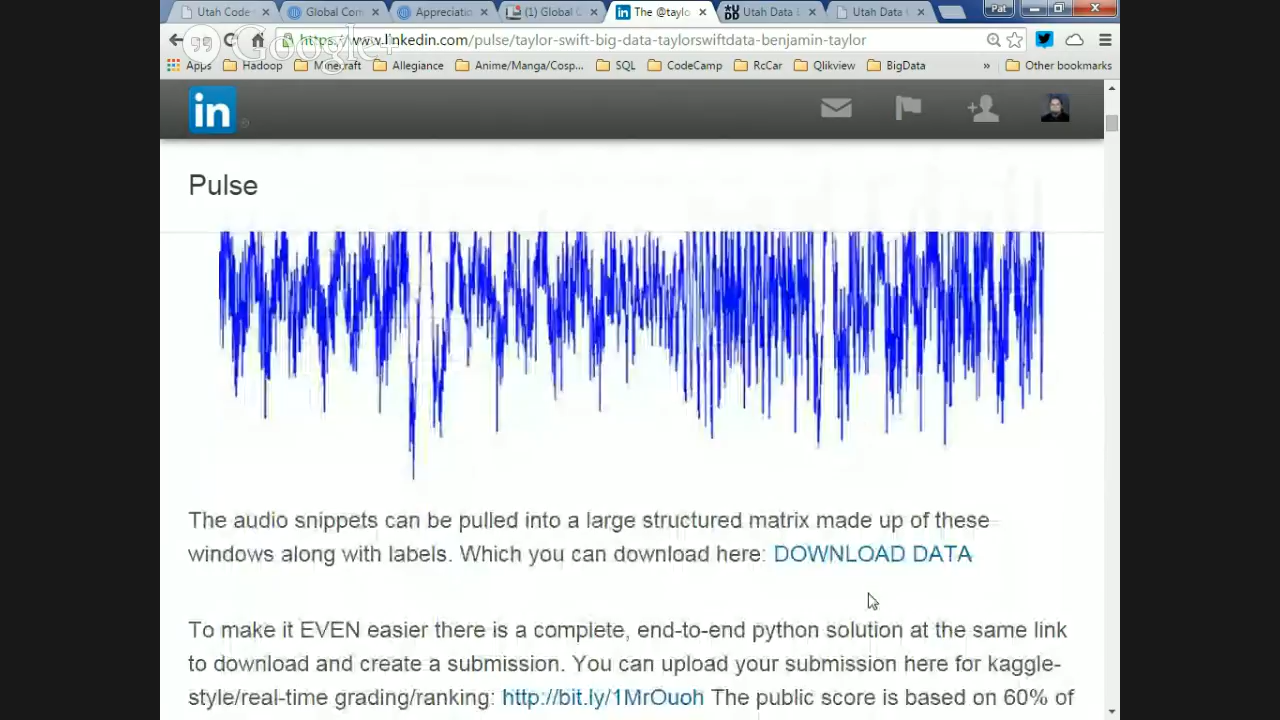 Utah Code
Global Com
Appreciatio
(1) Global C
The @taylo
Utah Data
Utah Data
Pat
Google+
https://www.linkedin.com/pulse/taylor-swift-big-data-taylorswiftdata-benjamin-taylor
Apps Hadoop Minecraft Allegiance Anime/Manga/Cosp... SQL CodeCamp RcCar Qlikview BigData » Other bookmarks
in
Pulse
The audio snippets can be pulled into a large structured matrix made up of these
windows along with labels. Which you can download here: DOWNLOAD DATA
To make it EVEN easier there is a complete, end-to-end python solution at the same link
to download and create a submission. You can upload your submission here for kaggle-
style/real-time grading/ranking: http://bit.ly/1MrOuoh The public score is based on 60% of